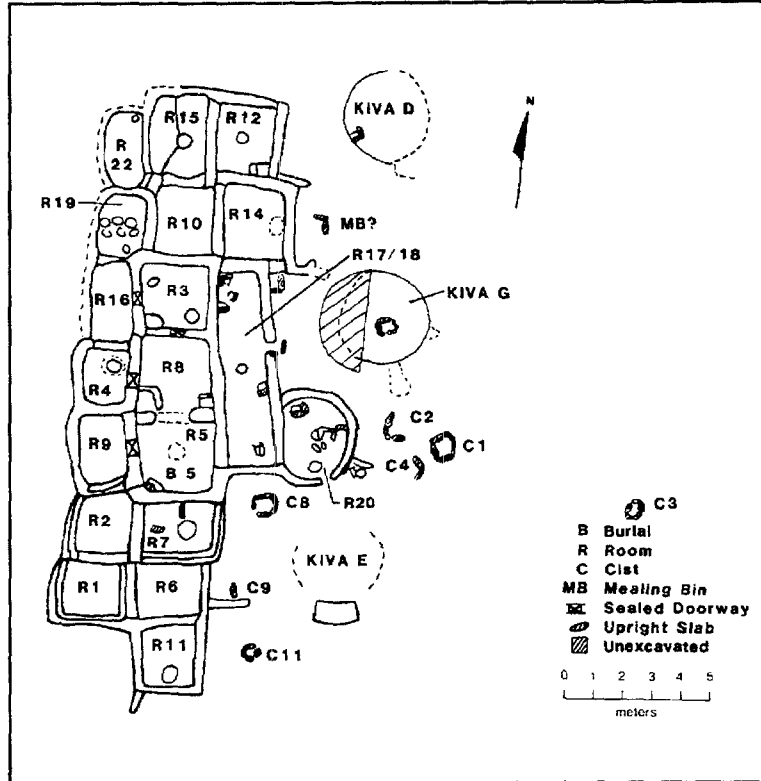 KIVA D
R15
R12
R
22
N
R19
R10
R14
MB?
R17/18
R16
R3
KIVA G
R8
R4
C2
R5
C1
R9
B 5
C4
R20
C8
C3
R2
R7
KIVA E
B Burial
R Room
C Cist
MB Mealing Bin
Sealed Doorway
Upright Slab
Unexcavated
R1
R6
C9
R11
C11
0 1 2 3 4 5
meters